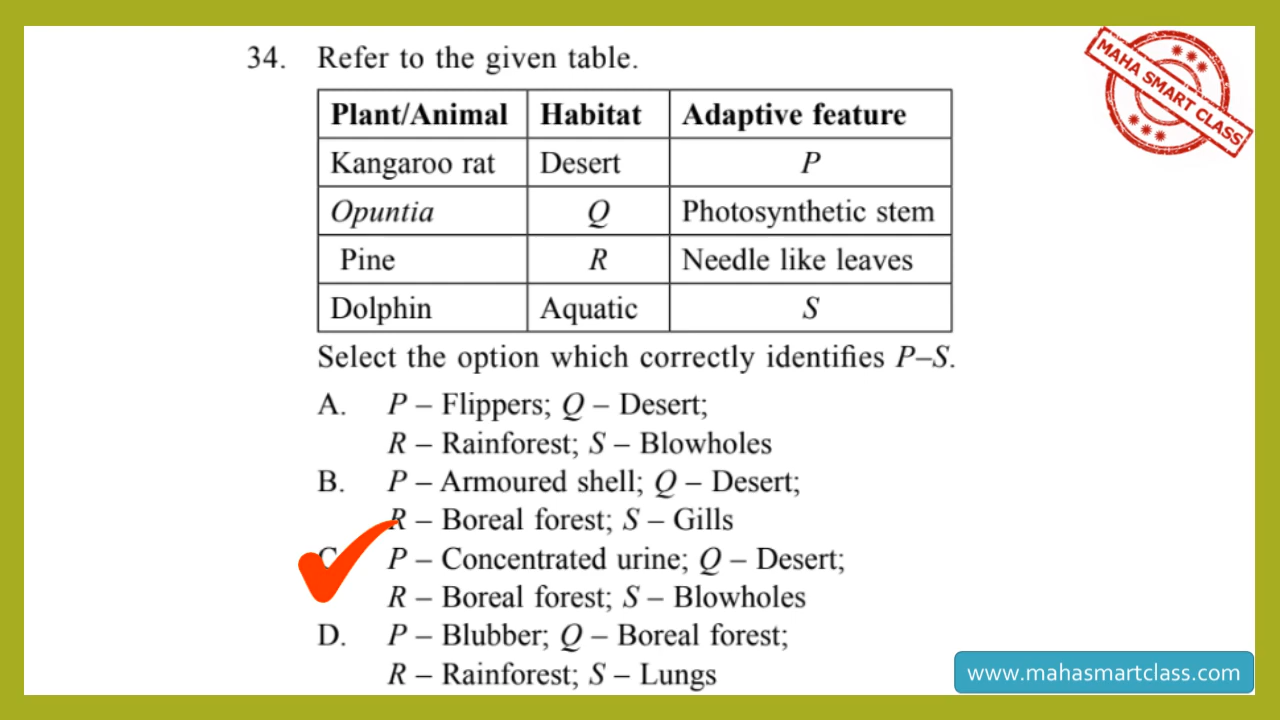 34. Refer to the given table.
MAHA SMART CLASS
Plant/Animal Habitat Adaptive feature
Kangaroo rat Desert P
Opuntia Q Photosynthetic stem
Pine R Needle like leaves
Dolphin Aquatic S
Select the option which correctly identifies P–S.
A. P – Flippers; Q – Desert;
R – Rainforest; S – Blowholes
B. P – Armoured shell; Q – Desert;
R – Boreal forest; S – Gills
C. P – Concentrated urine; Q – Desert;
R – Boreal forest; S – Blowholes
D. P – Blubber; Q – Boreal forest;
R – Rainforest; S – Lungs
www.mahasmartclass.com